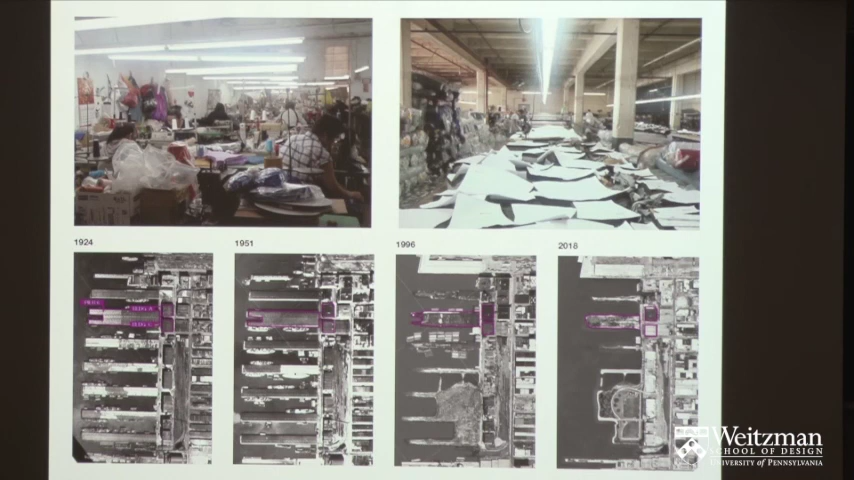 1924
1951
1996
2018
Weitzman
SCHOOL OF DESIGN
UNIVERSITY of PENNSYLVANIA